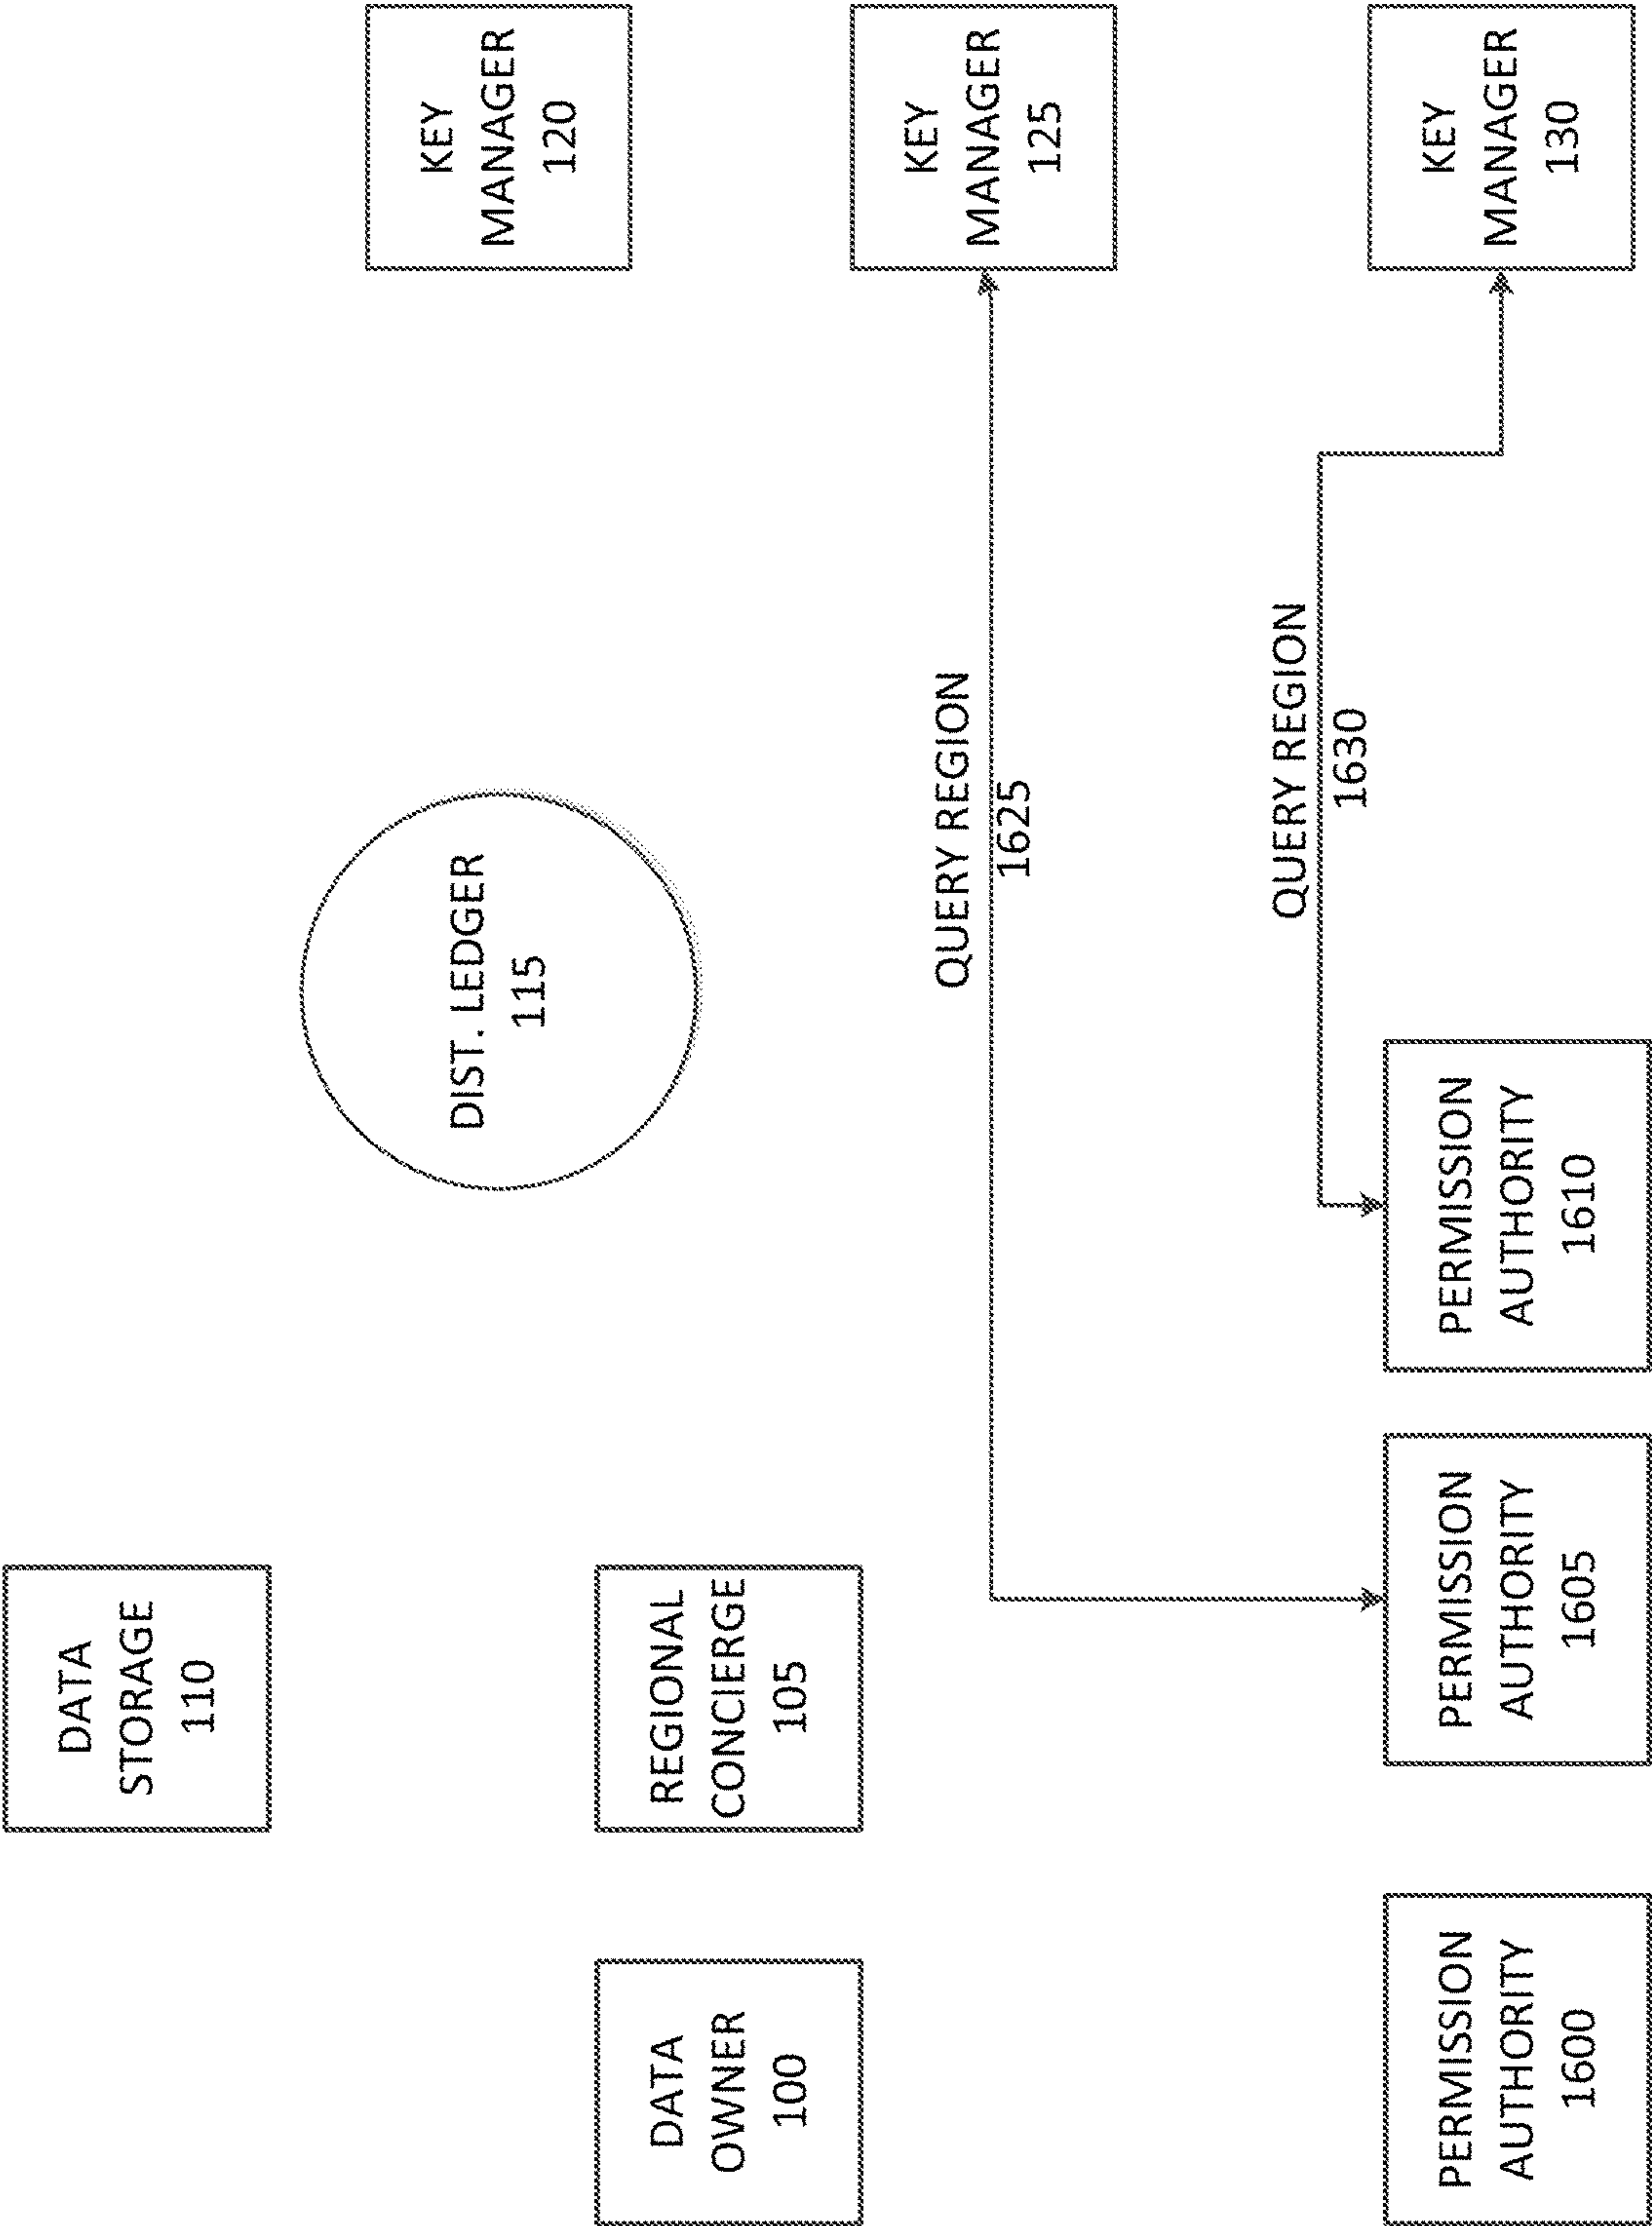 DATA
STORAGE
110
DIST. LEDGER
115
KEY
MANAGER
120
DATA
OWNER
100
REGIONAL
CONCIERGE
105
QUERY REGION
1625
KEY
MANAGER
125
QUERY REGION
1630
KEY
MANAGER
130
PERMISSION
AUTHORITY
1600
PERMISSION
AUTHORITY
1605
PERMISSION
AUTHORITY
1610